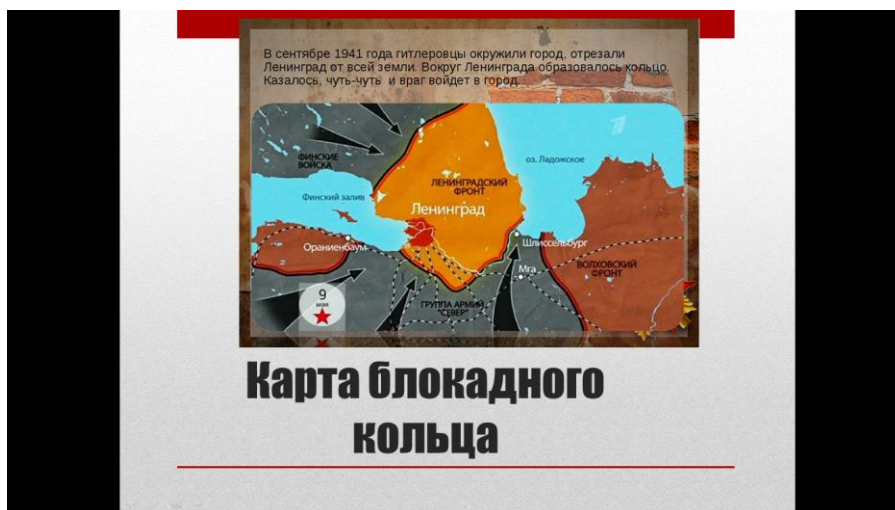 В сентябре 1941 года гитлеровцы окружили город, отрезали
Ленинград от всей земли. Вокруг Ленинграда образовалось кольцо.
Казалось, чуть-чуть  и враг войдет в город.
ФИНСКИЕ
ВОЙСКА
оз. Ладожское
ЛЕНИНГРАДСКИЙ
ФРОНТ
Финский залив
Ленинград
Ораниенбаум
Шлиссельбург
Мга
ВОЛХОВСКИЙ
ФРОНТ
9
мая
ГРУППА АРМИЙ
"СЕВЕР"
Карта блокадного
кольца